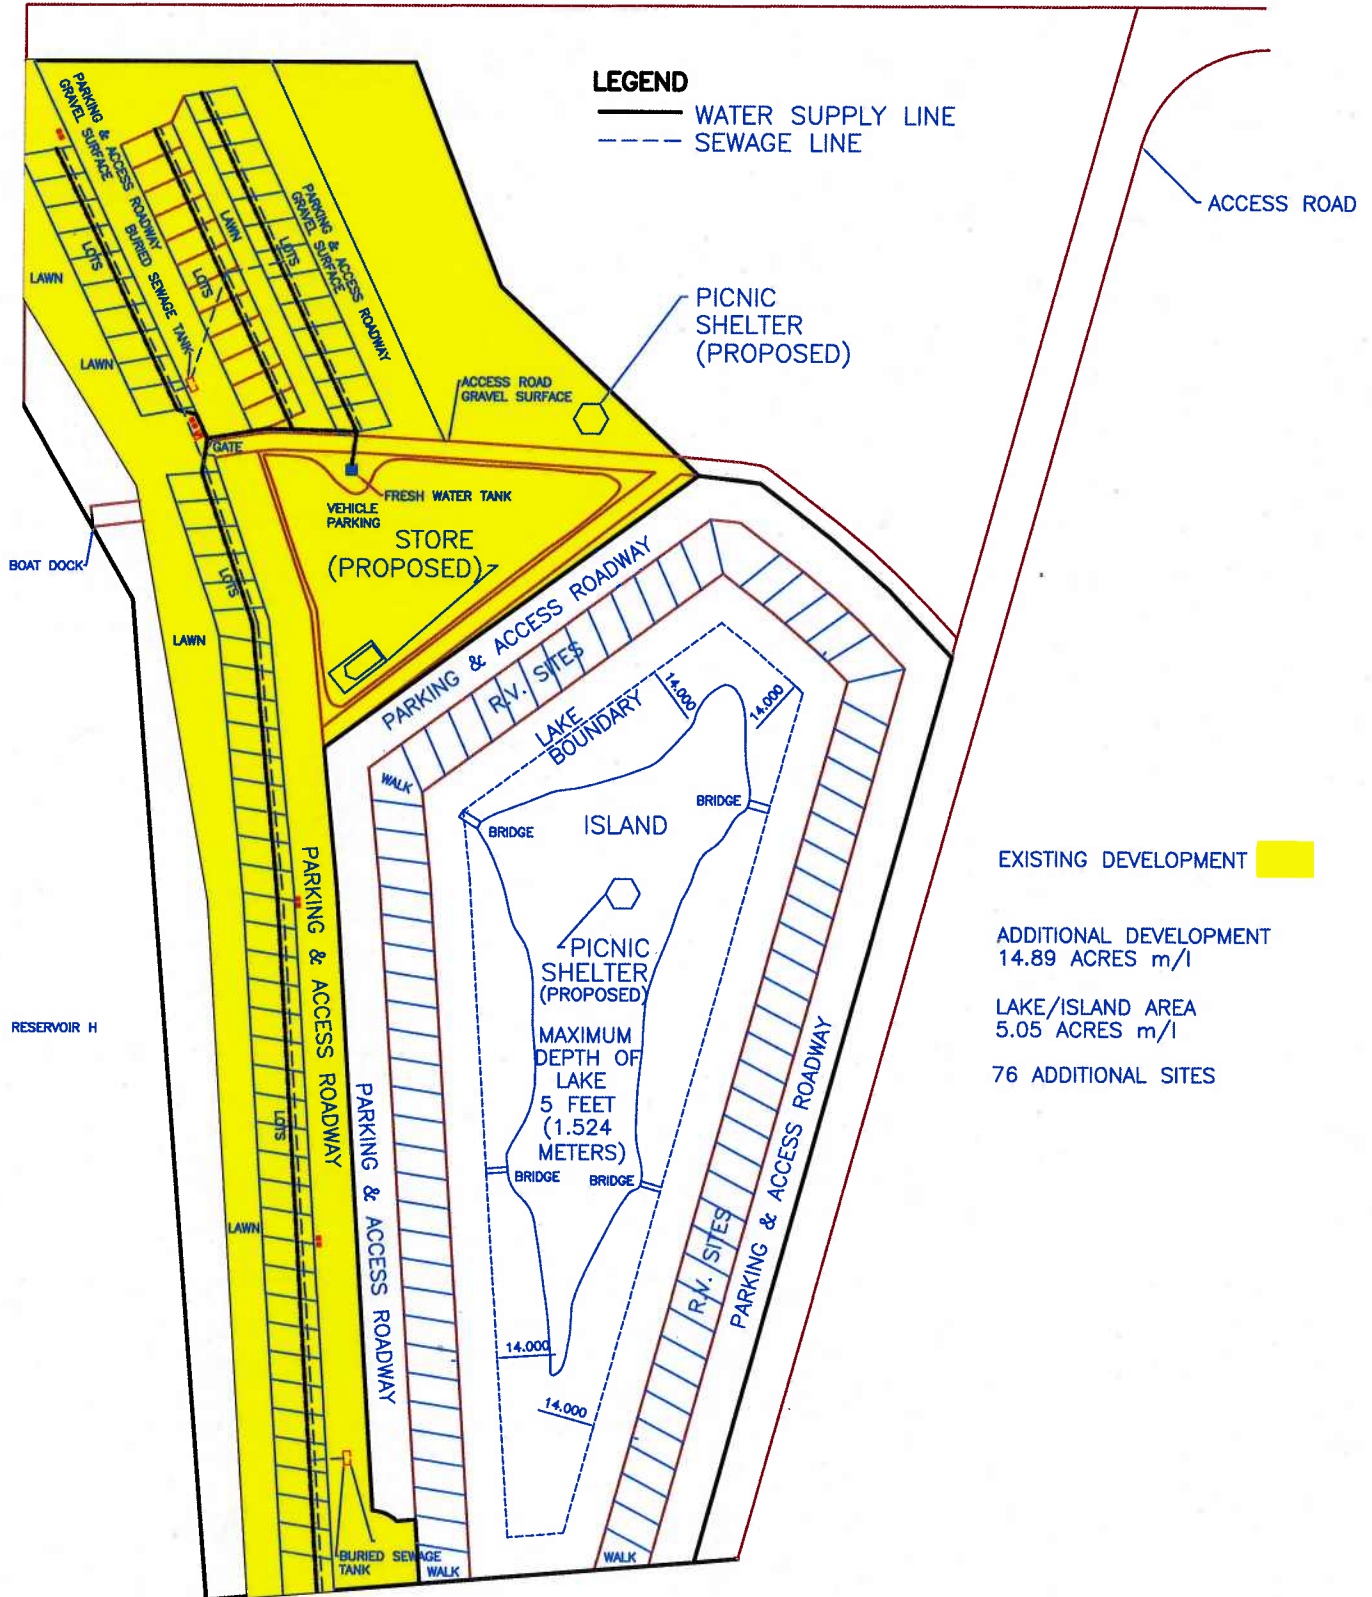 LEGEND
WATER SUPPLY LINE
SEWAGE LINE
ACCESS ROAD
PARKING & ACCESS ROADWAY
GRAVEL SURFACE
BURIED SEWAGE TANK
LOTS
LOTS
LAWN
LOTS
PARKING & ACCESS ROADWAY
GRAVEL SURFACE
LAWN
LAWN
PICNIC
SHELTER
(PROPOSED)
ACCESS ROAD
GRAVEL SURFACE
GATE
FRESH WATER TANK
VEHICLE
PARKING
STORE
(PROPOSED)
BOAT DOCK
LOTS
LAWN
PARKING & ACCESS ROADWAY
R.V. SITES
LAKE
BOUNDARY
14.000
14.000
WALK
BRIDGE
ISLAND
BRIDGE
PICNIC
SHELTER
(PROPOSED)
MAXIMUM
DEPTH OF
LAKE
5 FEET
(1.524
METERS)
BRIDGE
BRIDGE
EXISTING DEVELOPMENT
ADDITIONAL DEVELOPMENT
14.89 ACRES m/l
LAKE/ISLAND AREA
5.05 ACRES m/l
76 ADDITIONAL SITES
RESERVOIR H
PARKING & ACCESS ROADWAY
LOTS
LAWN
PARKING & ACCESS ROADWAY
R.V. SITES
PARKING & ACCESS ROADWAY
14.000
14.000
BURIED SEWAGE
TANK
WALK
WALK